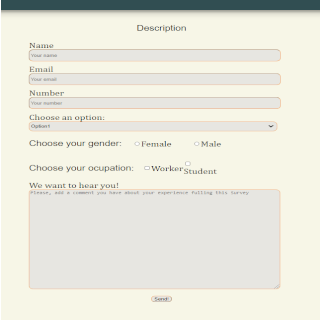 Description
Name
Your name
Email
Your email
Number
Your number
Choose an option:
Option1
Choose your gender: Female Male
Choose your ocupation: Worker Student
We want to hear you!
Please, add a comment you have about your experience fulling this survey
Send!